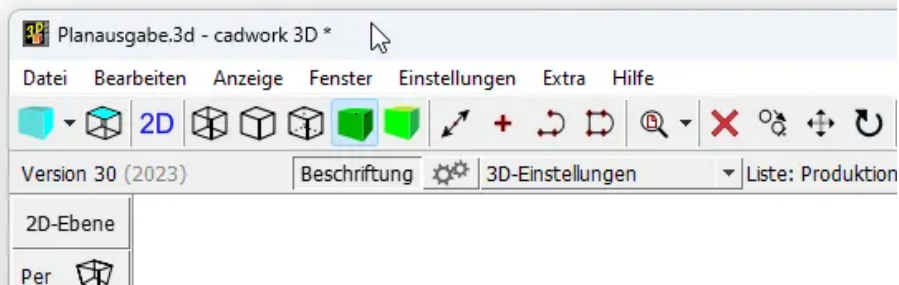 Planausgabe.3d - cadwork 3D *
Datei Bearbeiten Anzeige Fenster Einstellungen Extra Hilfe
2D
Version 30 (2023) Beschriftung 3D-Einstellungen Liste: Produktion
2D-Ebene
Per